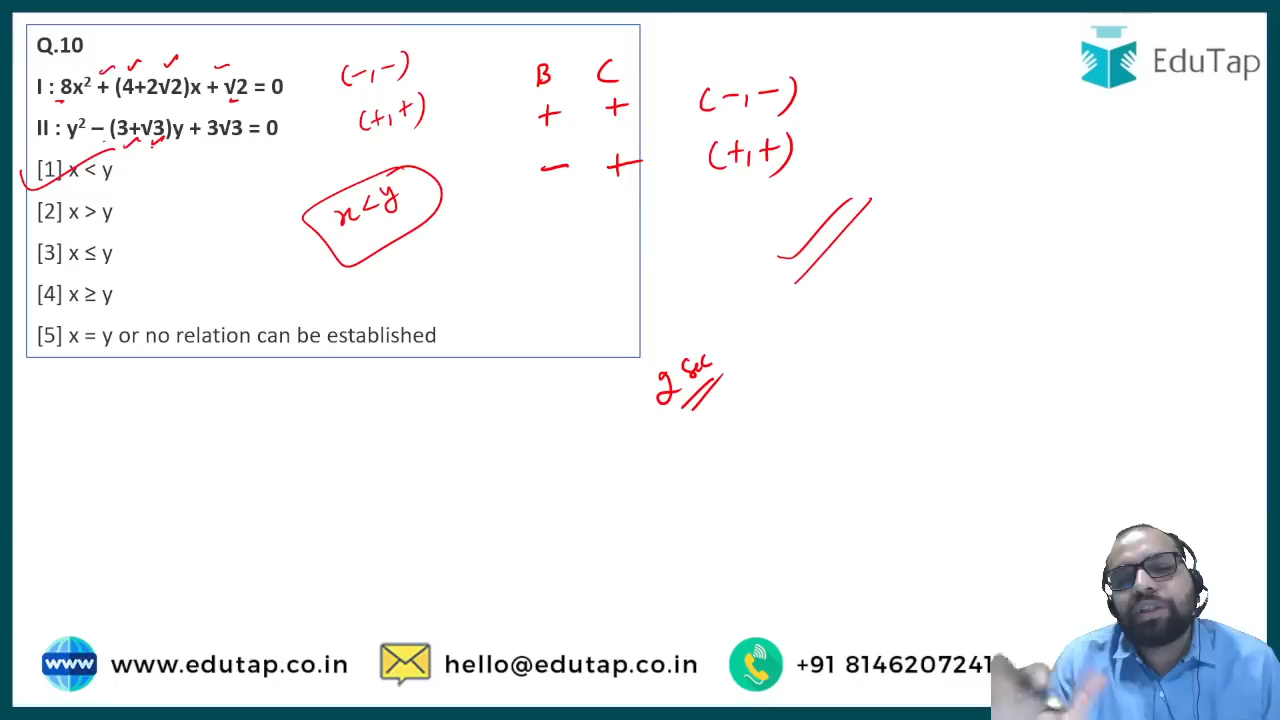 Q.10
I : 8x² + (4+2√2)x + √2 = 0
II : y² – (3+√3)y + 3√3 = 0
[1] x < y
[2] x > y
[3] x ≤ y
[4] x ≥ y
[5] x = y or no relation can be established
(-,-)
(+,+)
x < y
B C
+ + (-,-)
- + (+,+)
2 sec
EduTap
www www.edutap.co.in
hello@edutap.co.in
+91 8146207241